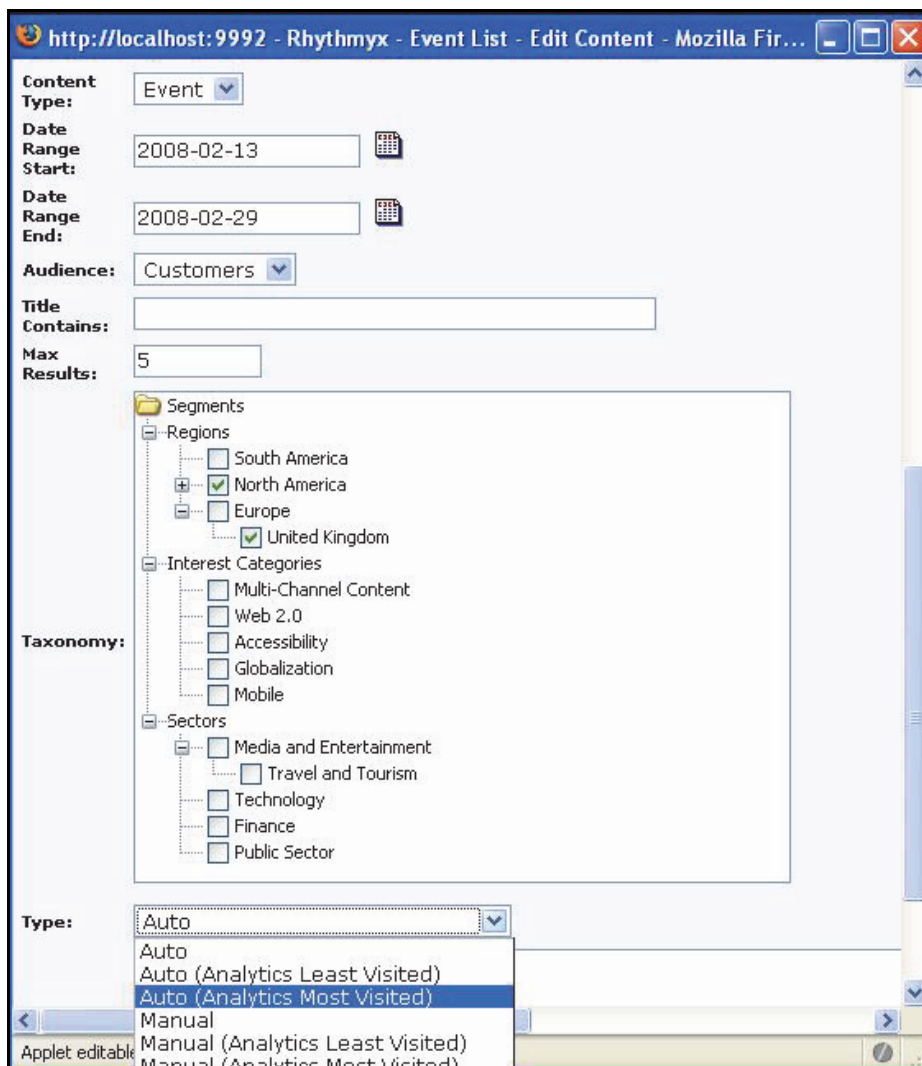 http://localhost:9992 - Rhythmyx - Event List - Edit Content - Mozilla Fir...
Content
Type:
Event
Date
Range
Start:
2008-02-13
Date
Range
End:
2008-02-29
Audience:
Customers
Title
Contains:
Max
Results:
5
Taxonomy:
Segments
Regions
South America
North America
Europe
United Kingdom
Interest Categories
Multi-Channel Content
Web 2.0
Accessibility
Globalization
Mobile
Sectors
Media and Entertainment
Travel and Tourism
Technology
Finance
Public Sector
Type:
Auto
Auto
Auto (Analytics Least Visited)
Auto (Analytics Most Visited)
Manual
Manual (Analytics Least Visited)
Manual (Analytics Most Visited)
Applet editable